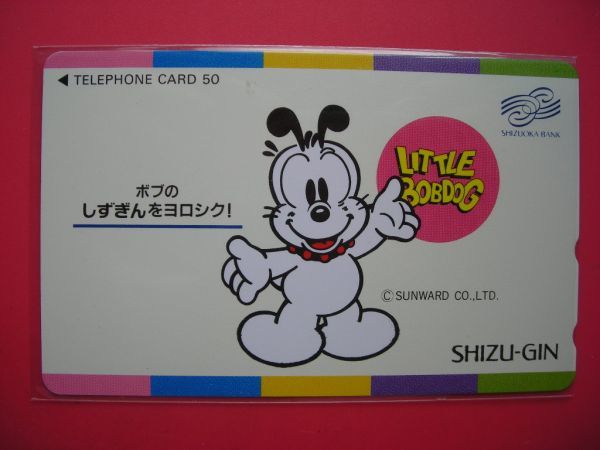 ◀ TELEPHONE CARD 50
SHIZUOKA BANK
LITTLE
BOBDOG
ボブの
しずぎんをヨロシク!
© SUNWARD CO., LTD.
SHIZU-GIN